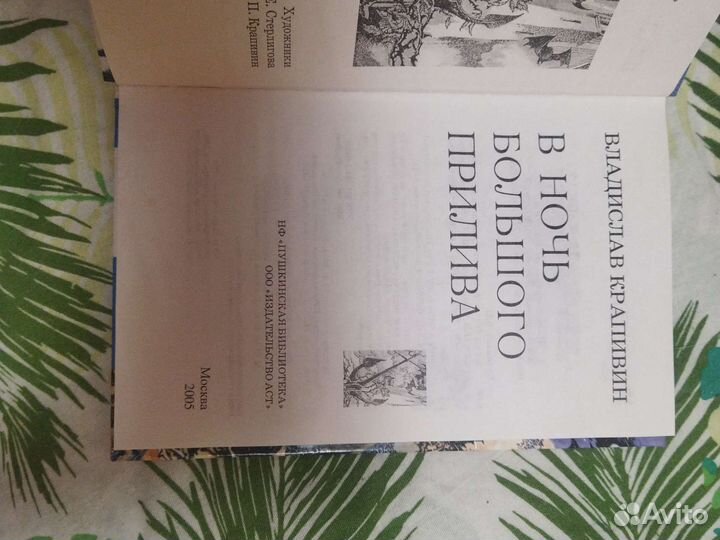 Художники
Е. Стерлигова
П. Крапивин
ВЛАДИСЛАВ КРАПИВИН
В НОЧЬ
БОЛЬШОГО
ПРИЛИВА
НФ «ПУШКИНСКАЯ БИБЛИОТЕКА»
ООО «ИЗДАТЕЛЬСТВО АСТ»
Москва
2005
Avito